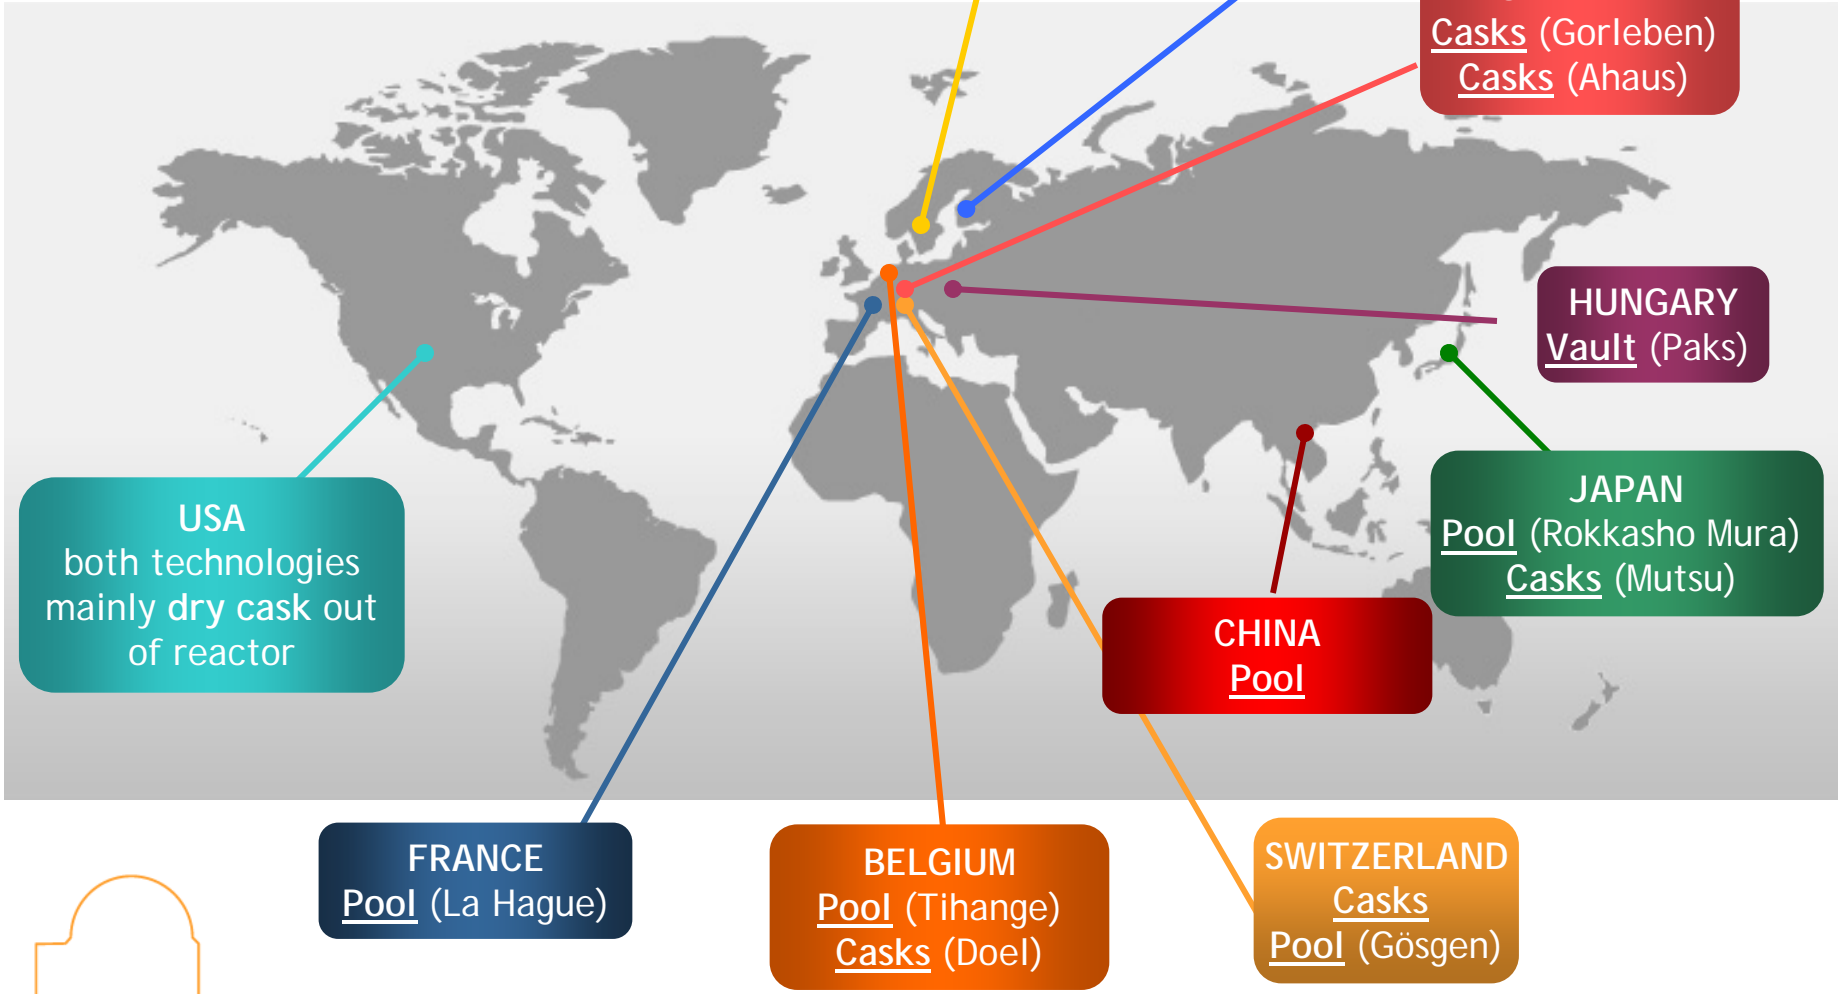 Casks (Gorleben)
Casks (Ahaus)
HUNGARY
Vault (Paks)
JAPAN
Pool (Rokkasho Mura)
Casks (Mutsu)
USA
both technologies
mainly dry cask out
of reactor
CHINA
Pool
FRANCE
Pool (La Hague)
BELGIUM
Pool (Tihange)
Casks (Doel)
SWITZERLAND
Casks
Pool (Gösgen)